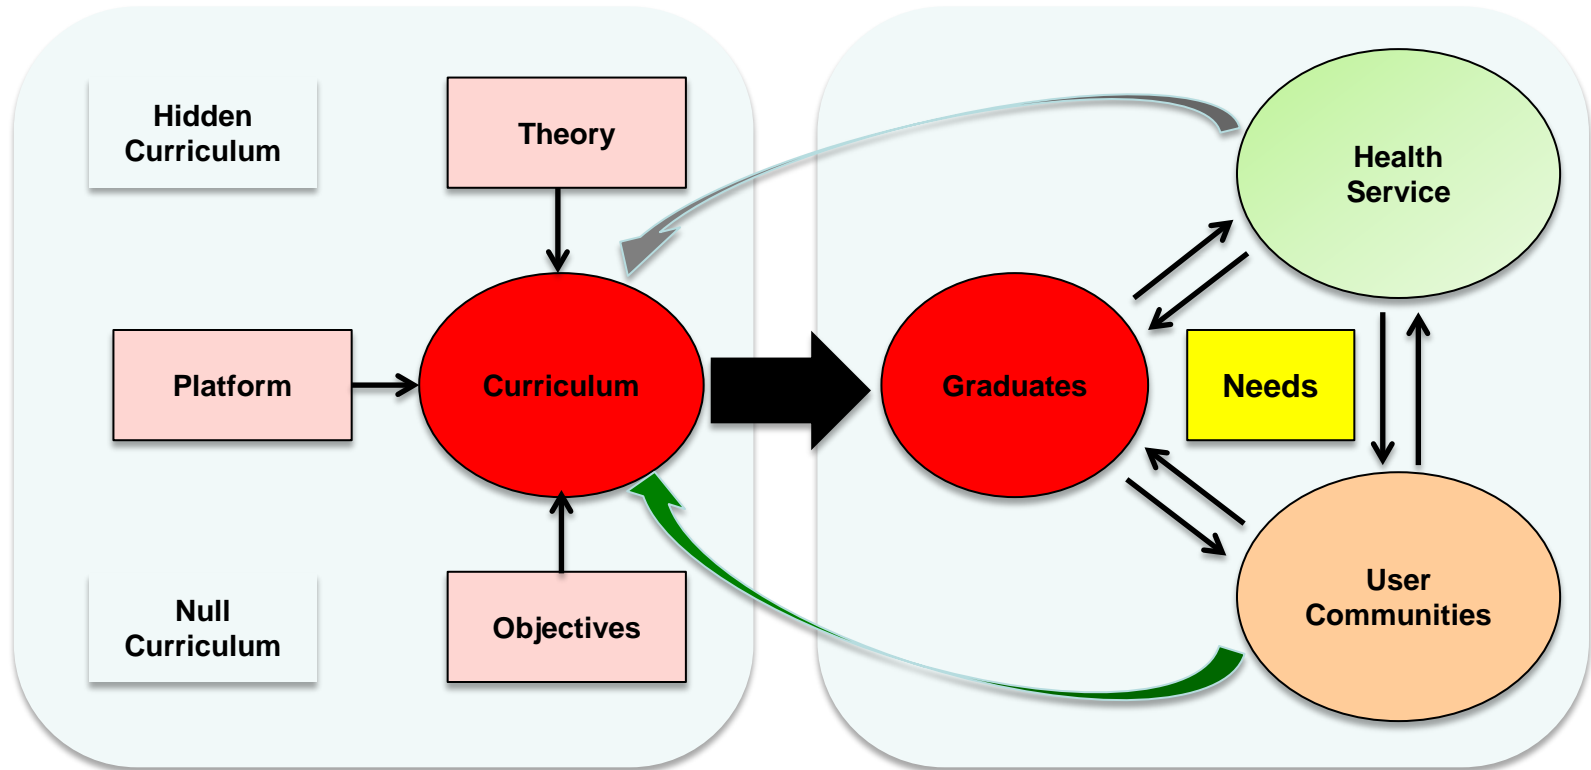 Hidden
Curriculum
Theory
Health
Service
Platform
Curriculum
Graduates
Needs
Null
Curriculum
Objectives
User
Communities